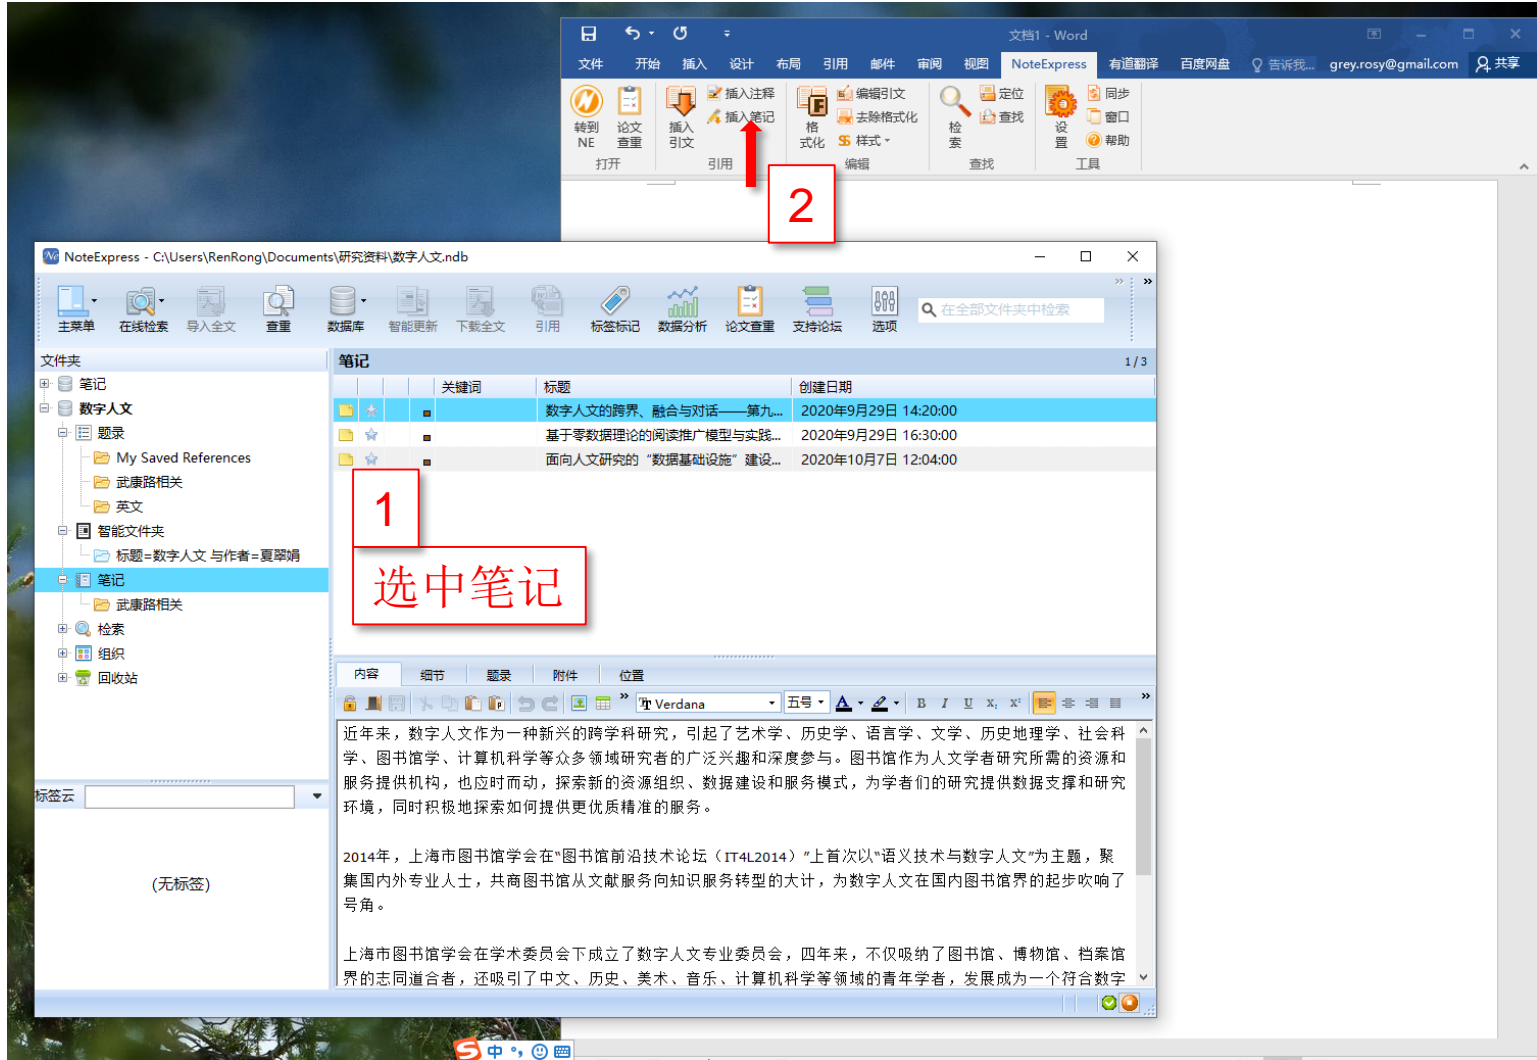 文档1 - Word
文件 开始 插入 设计 布局 引用 邮件 审阅 视图 NoteExpress 有道翻译 百度网盘 告诉我... grey.rosy@gmail.com 共享
插入注释 编辑引文 定位 同步
插入笔记 去除格式化 查找 窗口
转到 论文 插入 格 检 设
NE 查重 引文 式化 样式 索 置 帮助
打开 引用 编辑 查找 工具
2
NoteExpress - C:\Users\RenRong\Documents\研究资料\数字人文.ndb
主菜单 在线检索 导入全文 查重 数据库 智能更新 下载全文 引用 标签标记 数据分析 论文查重 支持论坛 选项 在全部文件夹中检索
文件夹
笔记
数字人文
题录
My Saved References
武康路相关
英文
智能文件夹
标题=数字人文 与作者=夏翠娟
笔记
武康路相关
检索
组织
回收站
标签云
(无标签)
笔记 1 / 3
关键词 标题 创建日期
数字人文的跨界、融合与对话——第九... 2020年9月29日 14:20:00
基于零数据理论的阅读推广模型与实践... 2020年9月29日 16:30:00
面向人文研究的“数据基础设施”建设... 2020年10月7日 12:04:00
1
选中笔记
内容 细节 题录 附件 位置
Verdana 五号 A B I U X₁ X²
近年来，数字人文作为一种新兴的跨学科研究，引起了艺术学、历史学、语言学、文学、历史地理学、社会科
学、图书馆学、计算机科学等众多领域研究者的广泛兴趣和深度参与。图书馆作为人文学者研究所需的资源和
服务提供机构，也应时而动，探索新的资源组织、数据建设和服务模式，为学者们的研究提供数据支撑和研究
环境，同时积极地探索如何提供更优质精准的服务。
2014年，上海市图书馆学会在“图书馆前沿技术论坛（IT4L2014）”上首次以“语义技术与数字人文”为主题，聚
集国内外专业人士，共商图书馆从文献服务向知识服务转型的大计，为数字人文在国内图书馆界的起步吹响了
号角。
上海市图书馆学会在学术委员会下成立了数字人文专业委员会，四年来，不仅吸纳了图书馆、博物馆、档案馆
界的志同道合者，还吸引了中文、历史、美术、音乐、计算机科学等领域的青年学者，发展成为一个符合数字
中